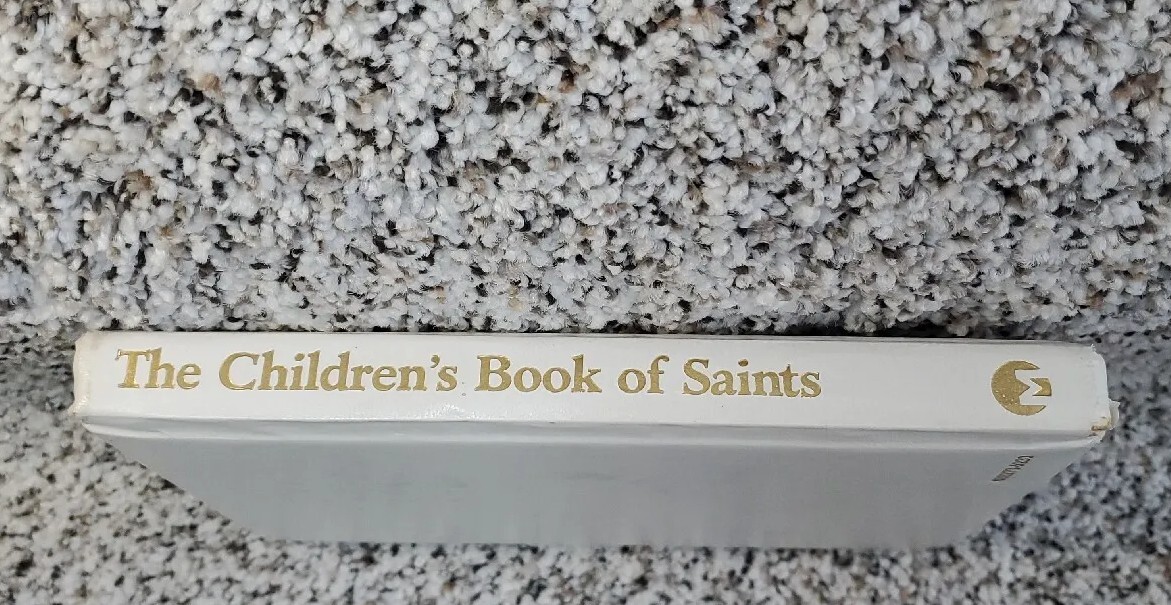 The Children's Book of Saints